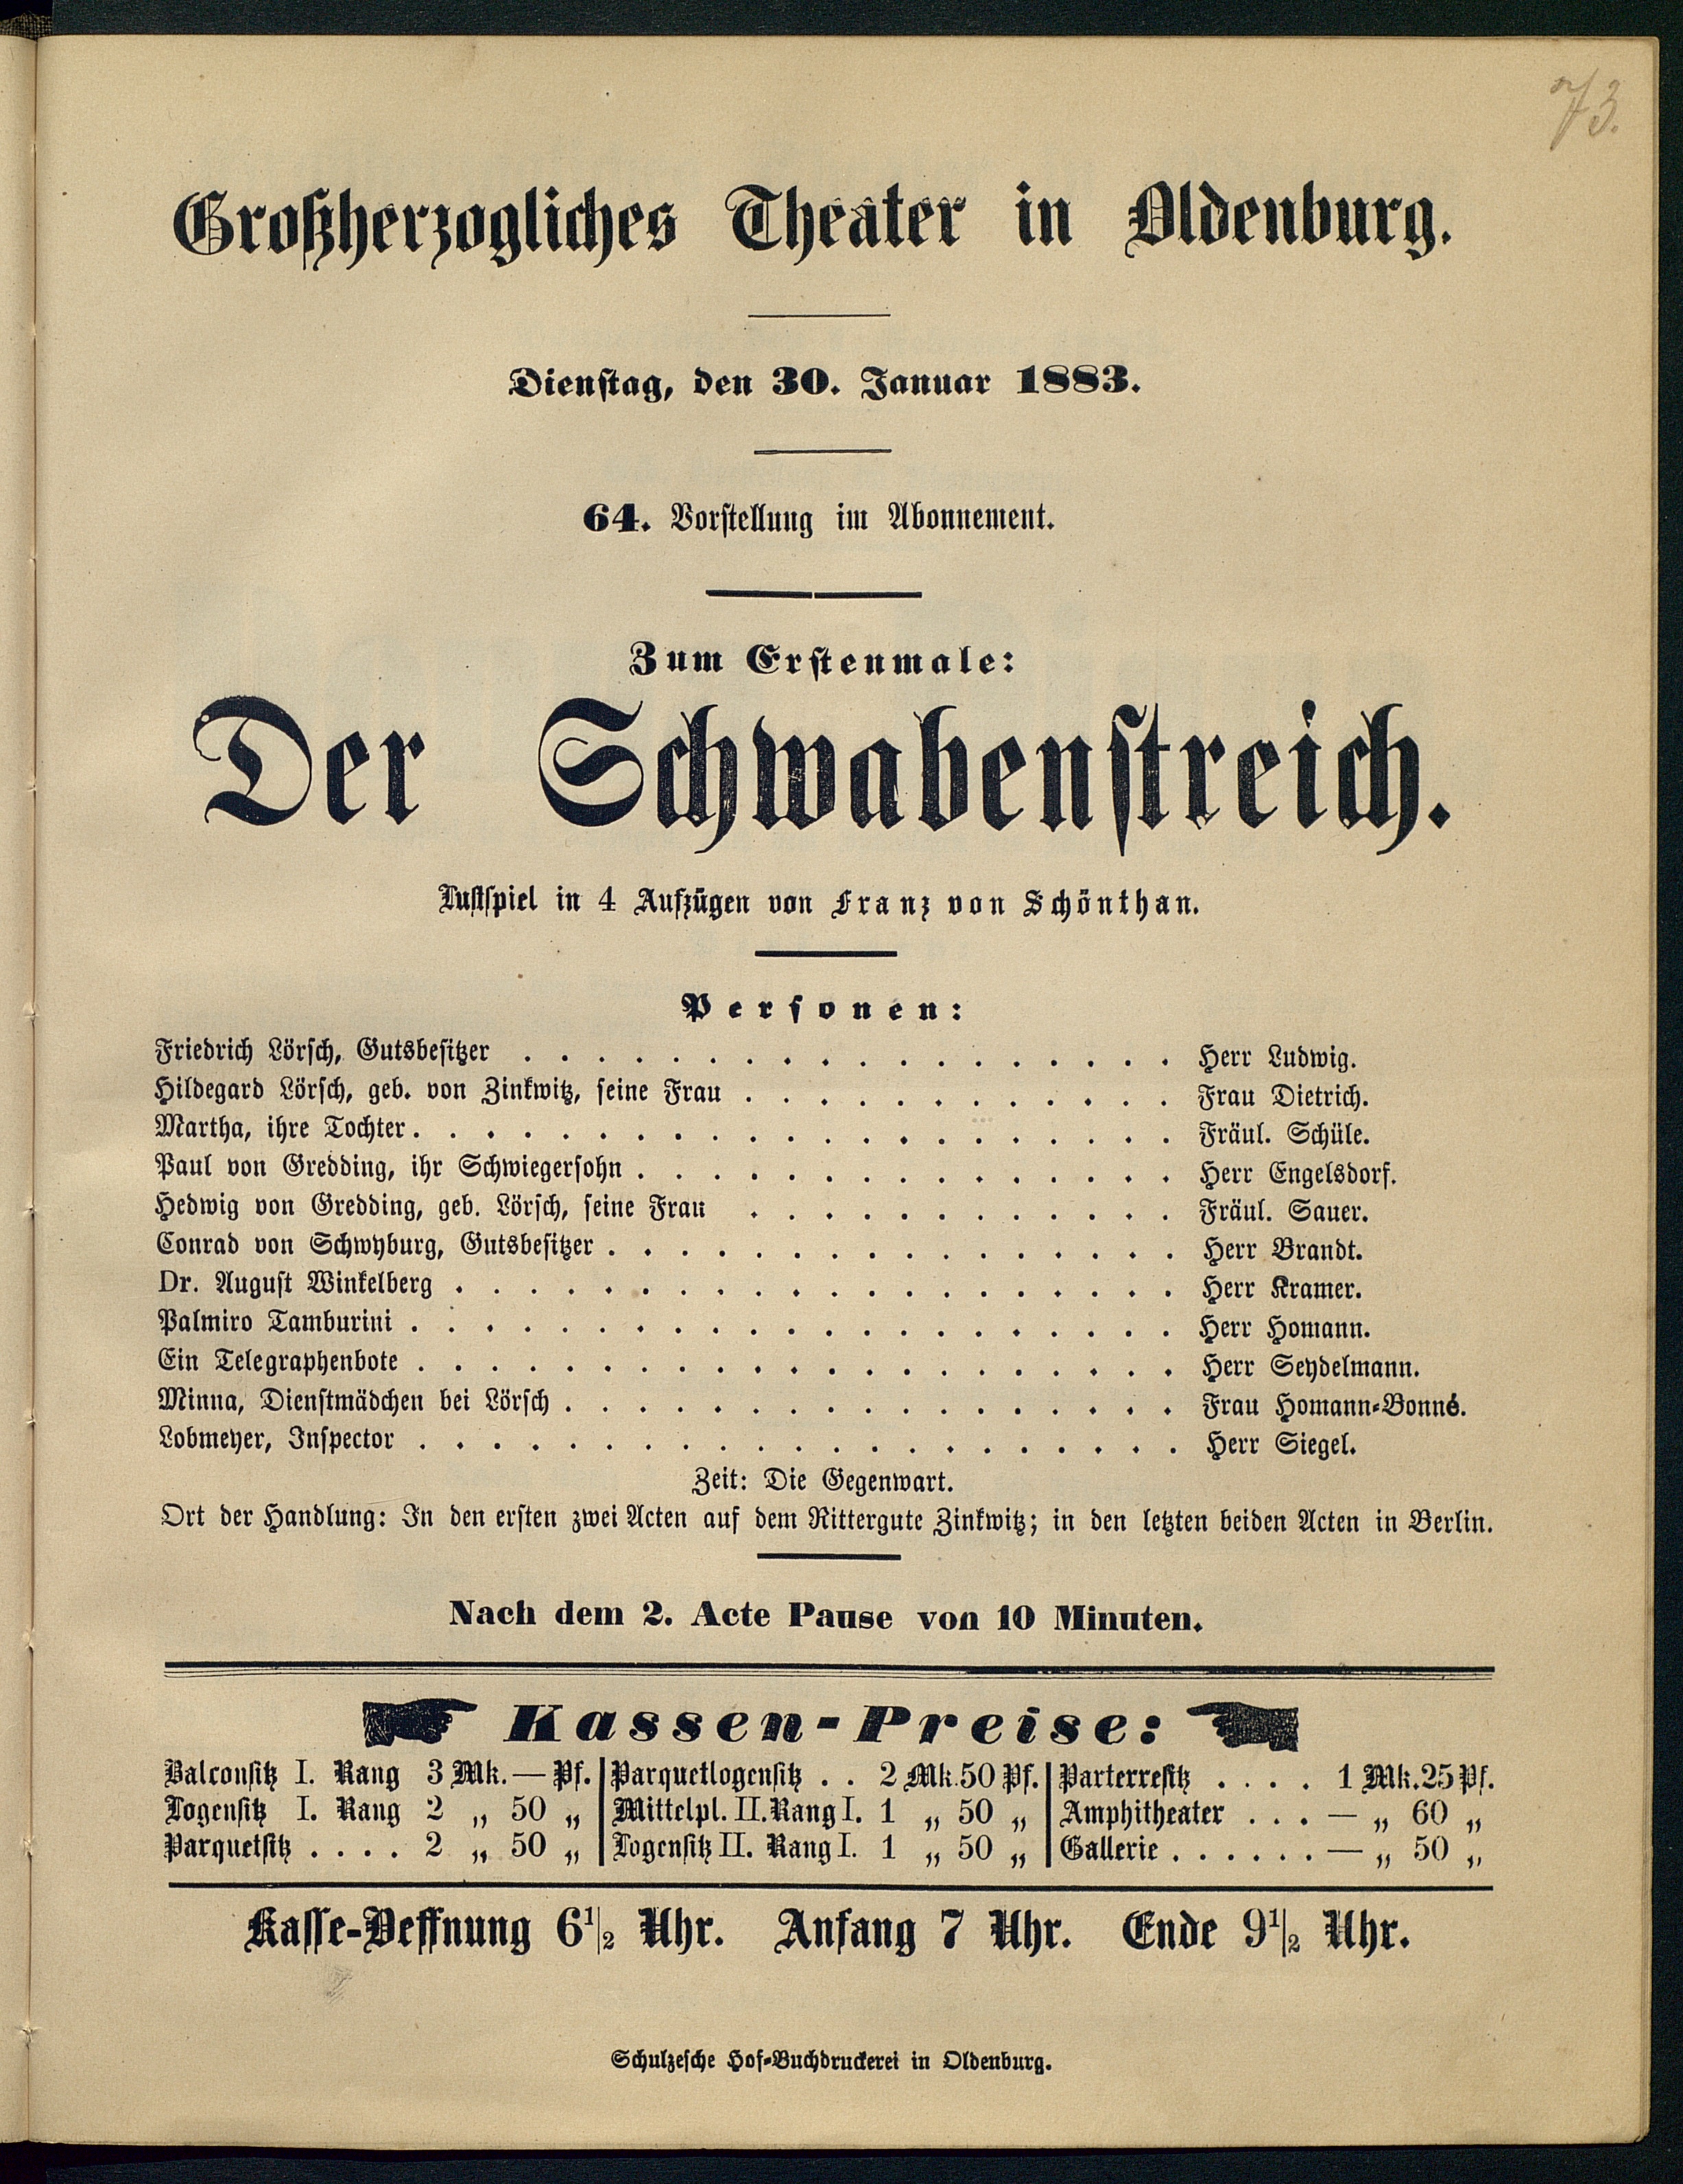 73.
Großherzogliches Theater in Oldenburg.
Dienstag, den 30. Januar 1883.
64. Vorstellung im Abonnement.
Zum Erstenmale:
Der Schwabenstreich.
Lustspiel in 4 Aufzügen von Franz von Schönthan.
Personen:
Friedrich Lörsch, Gutsbesitzer . . . . . . . . . . . . . . . . . . Herr Ludwig.
Hildegard Lörsch, geb. von Zinkwitz, seine Frau . . . . . . . . . . . . Frau Dietrich.
Martha, ihre Tochter . . . . . . . . . . . . . . . . . . . . . Fräul. Schüle.
Paul von Gredding, ihr Schwiegersohn . . . . . . . . . . . . . . . Herr Engelsdorf.
Hedwig von Gredding, geb. Lörsch, seine Frau . . . . . . . . . . . . Fräul. Sauer.
Conrad von Schwyburg, Gutsbesitzer . . . . . . . . . . . . . . . . Herr Brandt.
Dr. August Winkelberg . . . . . . . . . . . . . . . . . . . . Herr Kramer.
Palmiro Tamburini . . . . . . . . . . . . . . . . . . . . . Herr Homann.
Ein Telegraphenbote . . . . . . . . . . . . . . . . . . . . . Herr Seydelmann.
Minna, Dienstmädchen bei Lörsch . . . . . . . . . . . . . . . . . Frau Homann-Bonné.
Lobmeyer, Inspector . . . . . . . . . . . . . . . . . . . . . Herr Siegel.
Zeit: Die Gegenwart.
Ort der Handlung: In den ersten zwei Acten auf dem Rittergute Zinkwitz; in den letzten beiden Acten in Berlin.
Nach dem 2. Acte Pause von 10 Minuten.
Kassen-Preise:
Balconsitz I. Rang 3 Mk. — Pf. Parquetlogensitz . . 2 Mk. 50 Pf. Parterresitz . . . . 1 Mk. 25 Pf.
Logensitz I. Rang 2 „ 50 „ Mittelpl. II. Rang I. 1 „ 50 „ Amphitheater . . . — „ 60 „
Parquetsitz . . . . 2 „ 50 „ Logensitz II. Rang I. 1 „ 50 „ Gallerie . . . . . . — „ 50 „
Kasse-Oeffnung 6½ Uhr. Anfang 7 Uhr. Ende 9½ Uhr.
Schulzesche Hof-Buchdruckerei in Oldenburg.